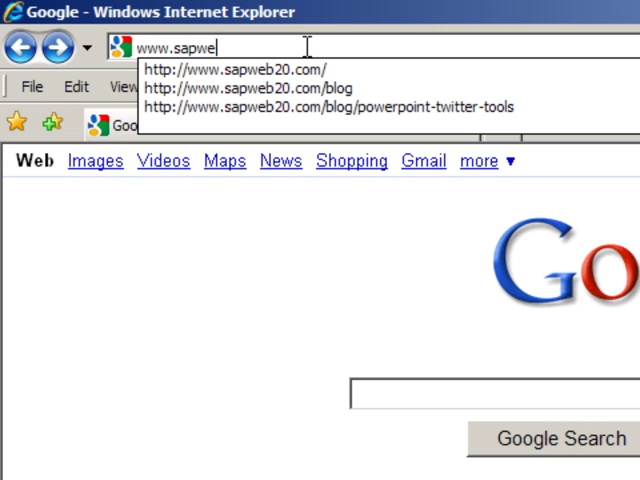 Google - Windows Internet Explorer
www.sapwe
http://www.sapweb20.com/
http://www.sapweb20.com/blog
http://www.sapweb20.com/blog/powerpoint-twitter-tools
File Edit View
Goo
Web Images Videos Maps News Shopping Gmail more ▼
Go
Google Search